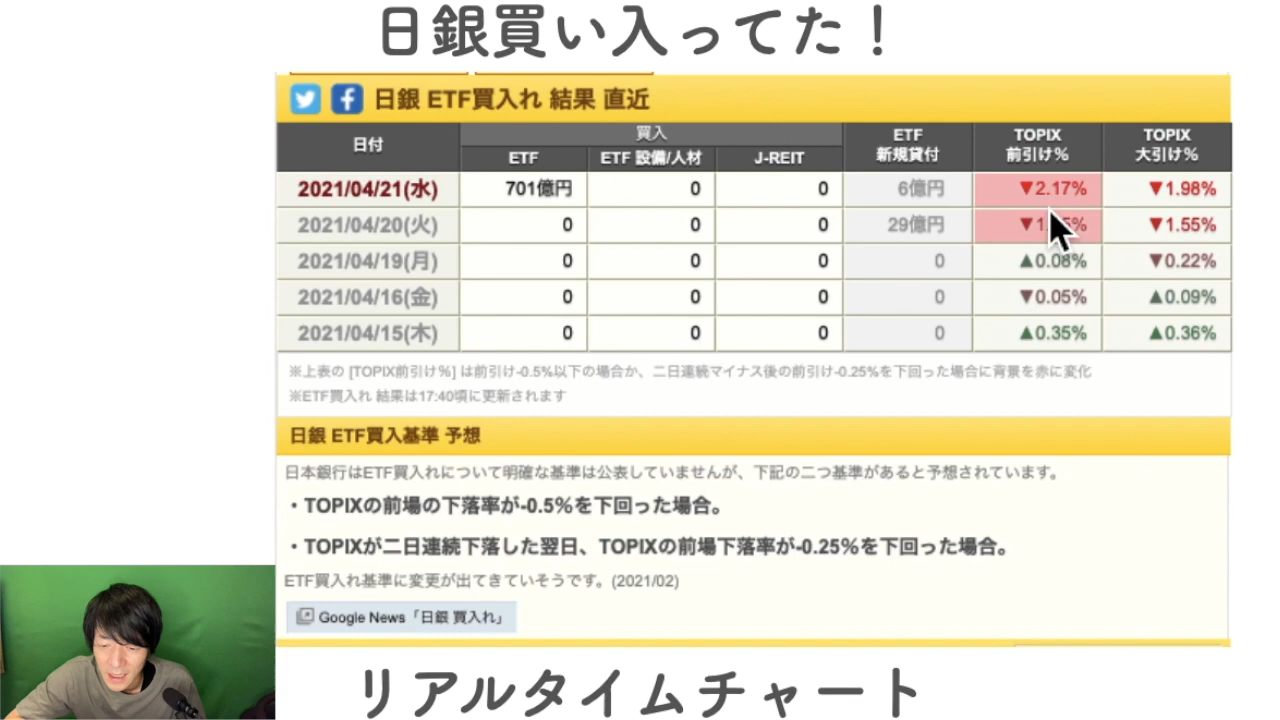 日銀買い入ってた！
日銀 ETF買入れ 結果 直近
日付 買入 ETF 新規貸付 TOPIX 前引け% TOPIX 大引け%
ETF ETF 設備/人材 J-REIT
2021/04/21(水) 701億円 0 0 6億円 ▼2.17% ▼1.98%
2021/04/20(火) 0 0 0 29億円 ▼1.55%
2021/04/19(月) 0 0 0 0 ▲0.08% ▼0.22%
2021/04/16(金) 0 0 0 0 ▼0.05% ▲0.09%
2021/04/15(木) 0 0 0 0 ▲0.35% ▲0.36%
※上表の [TOPIX前引け%] は前引け-0.5%以下の場合か、二日連続マイナス後の前引け-0.25%を下回った場合に背景を赤に変化
※ETF買入れ 結果は17:40頃に更新されます
日銀 ETF買入基準 予想
日本銀行はETF買入れについて明確な基準は公表していませんが、下記の二つ基準があると予想されています。
・TOPIXの前場の下落率が-0.5%を下回った場合。
・TOPIXが二日連続下落した翌日、TOPIXの前場下落率が-0.25%を下回った場合。
ETF買入れ基準に変更が出てきていそうです。(2021/02)
Google News「日銀 買入れ」
リアルタイムチャート